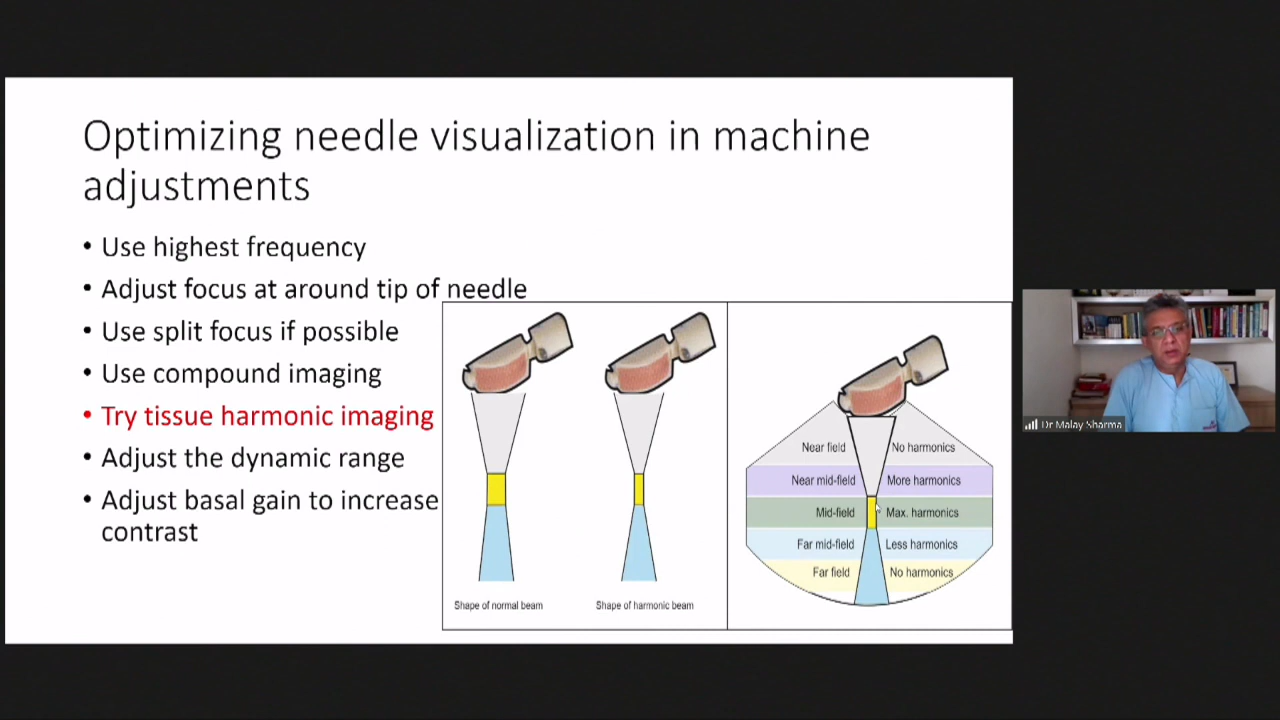 Optimizing needle visualization in machine
adjustments
• Use highest frequency
• Adjust focus at around tip of needle
• Use split focus if possible
• Use compound imaging
• Try tissue harmonic imaging
• Adjust the dynamic range
• Adjust basal gain to increase
contrast
Shape of normal beam
Shape of harmonic beam
Near field No harmonics
Near mid-field More harmonics
Mid-field Max. harmonics
Far mid-field Less harmonics
Far field No harmonics
Dr Malay Sharma